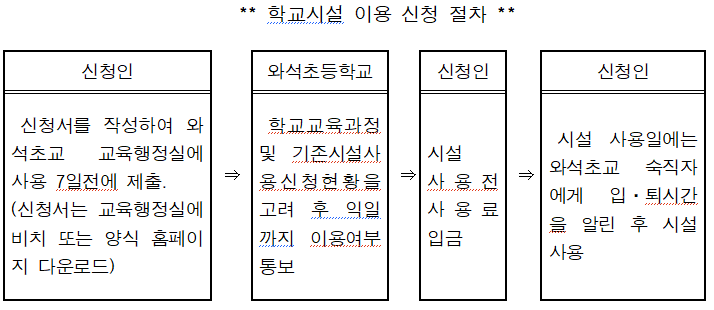 ** 학교시설 이용 신청 절차 **
신청인
신청서를 작성하여 와
석초교 교육행정실에
사용 7일전에 제출.
(신청서는 교육행정실에
비치 또는 양식 홈페이
지 다운로드)
⇒
와석초등학교
학교교육과정
및 기존시설사
용신청현황을
고려 후 익일
까지 이용여부
통보
⇒
신청인
시설
사용전
사용료
입금
⇒
신청인
시설 사용일에는
와석초교 숙직자
에게 입·퇴시간
을 알린 후 시설
사용